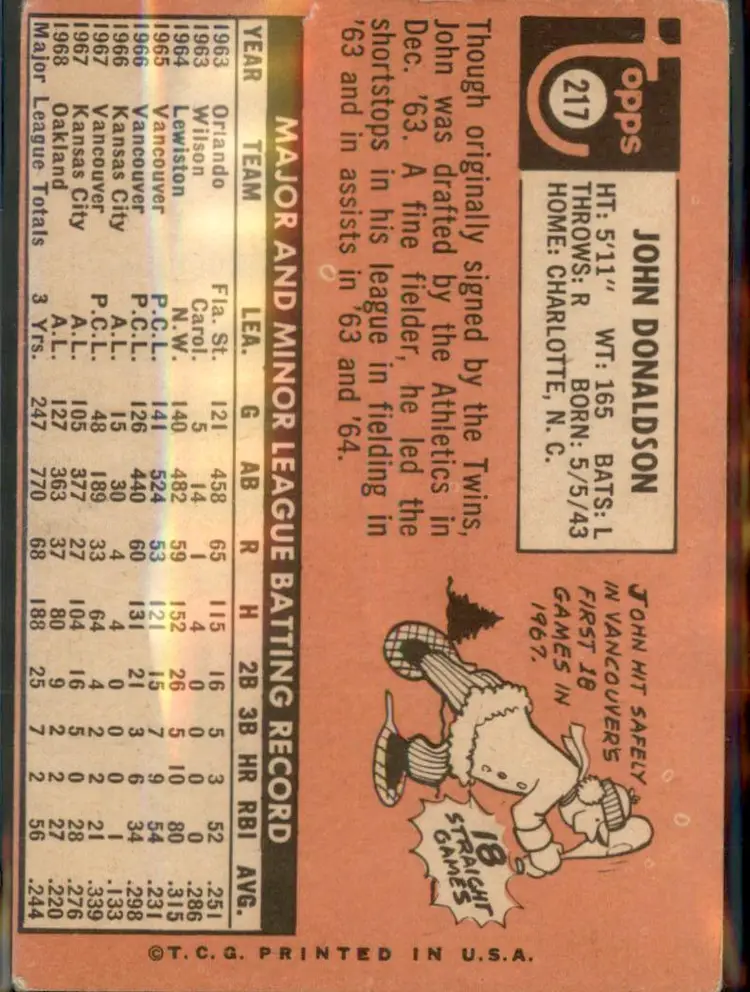 Topps
217
JOHN DONALDSON
HT: 5'11" WT: 165 BATS: L
THROWS: R BORN: 5/5/43
HOME: CHARLOTTE, N. C.
Though originally signed by the Twins,
John was drafted by the Athletics in
Dec. '63. A fine fielder, he led the
shortstops in his league in fielding in
'63 and in assists in '63 and '64.
JOHN HIT SAFELY
IN VANCOUVER'S
FIRST 18
GAMES IN
1967.
18
STRAIGHT
GAMES
MAJOR AND MINOR LEAGUE BATTING RECORD
YEAR TEAM LEA. G AB R H 2B 3B HR RBI AVG.
1963 Orlando Fla. St. 121 458 65 115 16 5 3 52 .251
1963 Wilson Carol. 5 14 1 4 0 0 0 0 .286
1964 Lewiston N.W. 140 482 59 152 26 5 10 80 .315
1965 Vancouver P.C.L. 141 524 53 121 15 7 9 54 .231
1966 Vancouver P.C.L. 126 440 60 131 21 3 6 34 .298
1966 Kansas City A.L. 15 30 4 4 0 0 0 1 .133
1967 Vancouver P.C.L. 48 189 33 64 4 2 2 21 .339
1967 Kansas City A.L. 105 377 27 104 16 5 0 28 .276
1968 Oakland A.L. 127 363 37 80 9 2 2 27 .220
Major League Totals 3 Yrs. 247 770 68 188 25 7 2 56 .244
©T.C.G. PRINTED IN U.S.A.